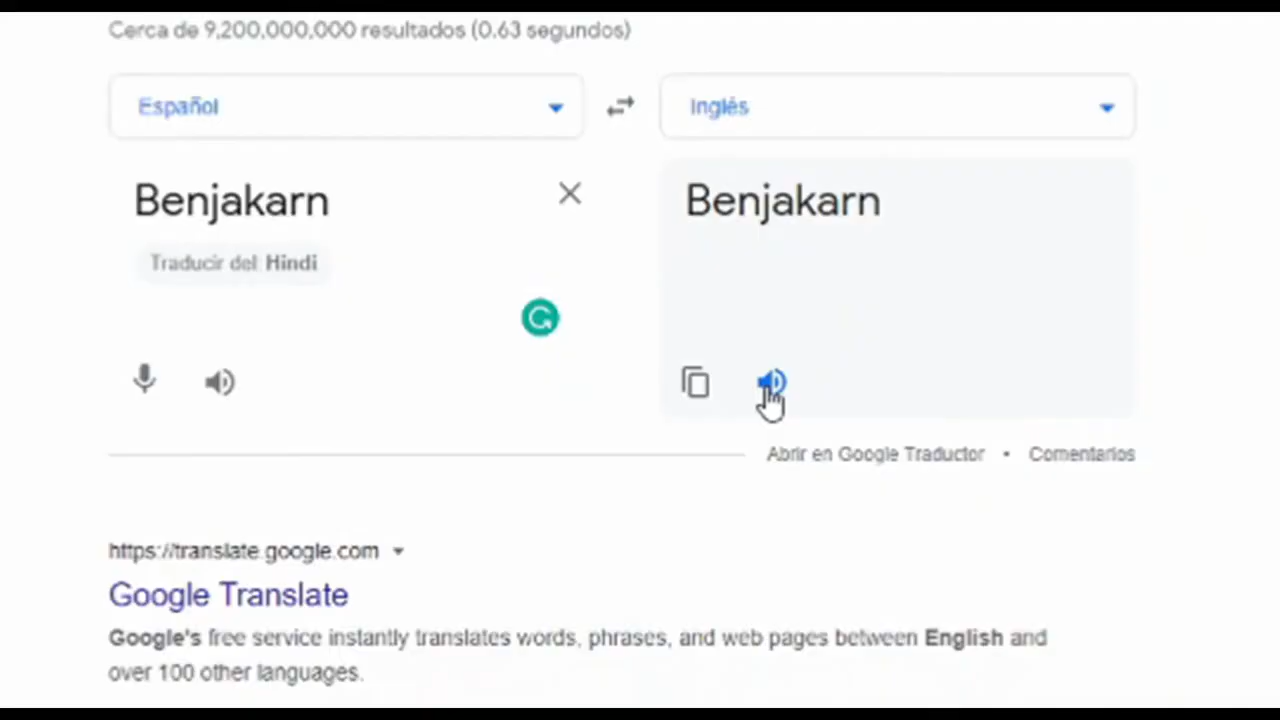 Cerca de 9,200,000,000 resultados (0.63 segundos)
Español
Inglés
Benjakarn
Benjakarn
Traducir del: Hindi
Abrir en Google Traductor • Comentarios
https://translate.google.com
Google Translate
Google's free service instantly translates words, phrases, and web pages between English and
over 100 other languages.